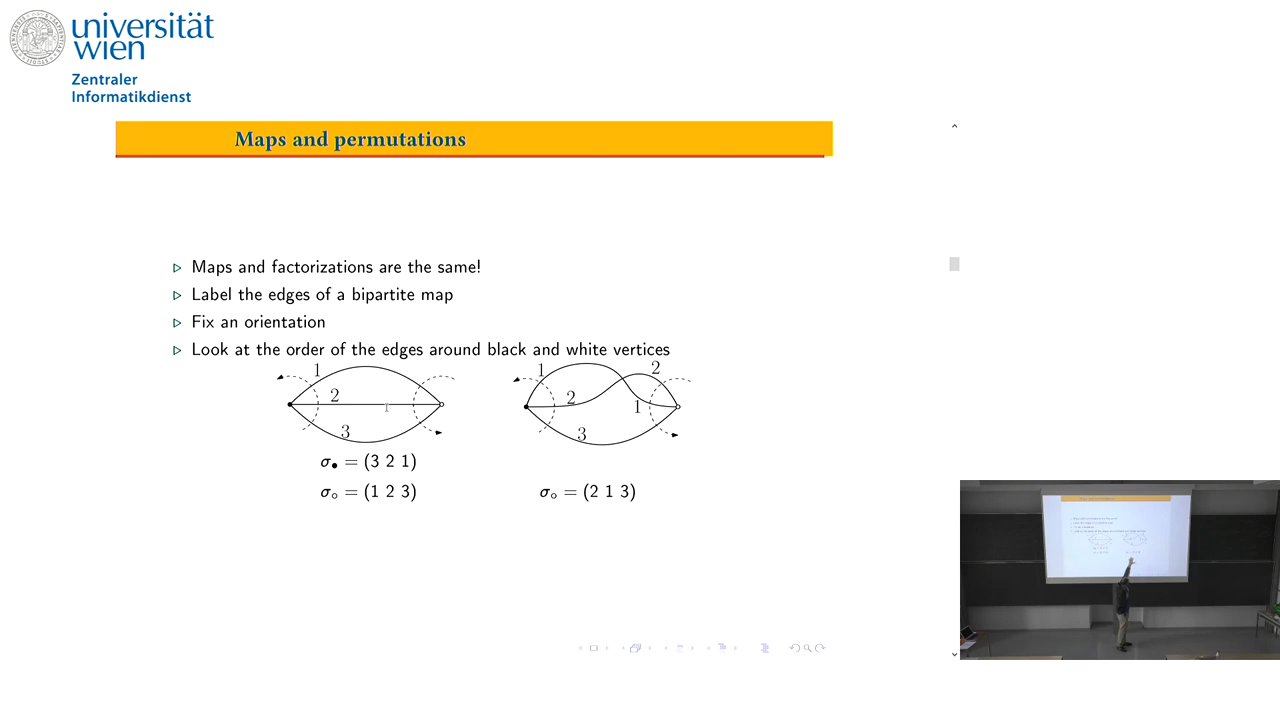 universität
wien
Zentraler
Informatikdienst
Maps and permutations
▷ Maps and factorizations are the same!
▷ Label the edges of a bipartite map
▷ Fix an orientation
▷ Look at the order of the edges around black and white vertices
1
2
3
1
2
2
1
3
σ• = (3 2 1)
σ∘ = (1 2 3)
σ∘ = (2 1 3)